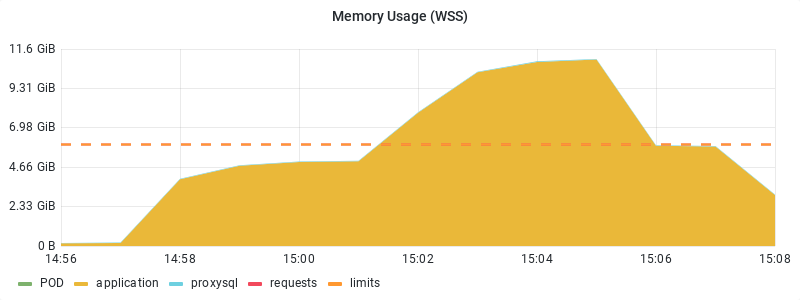 Memory Usage (WSS)
11.6 GiB
9.31 GiB
6.98 GiB
4.66 GiB
2.33 GiB
0 B
14:56 14:58 15:00 15:02 15:04 15:06 15:08
POD application proxysql requests limits